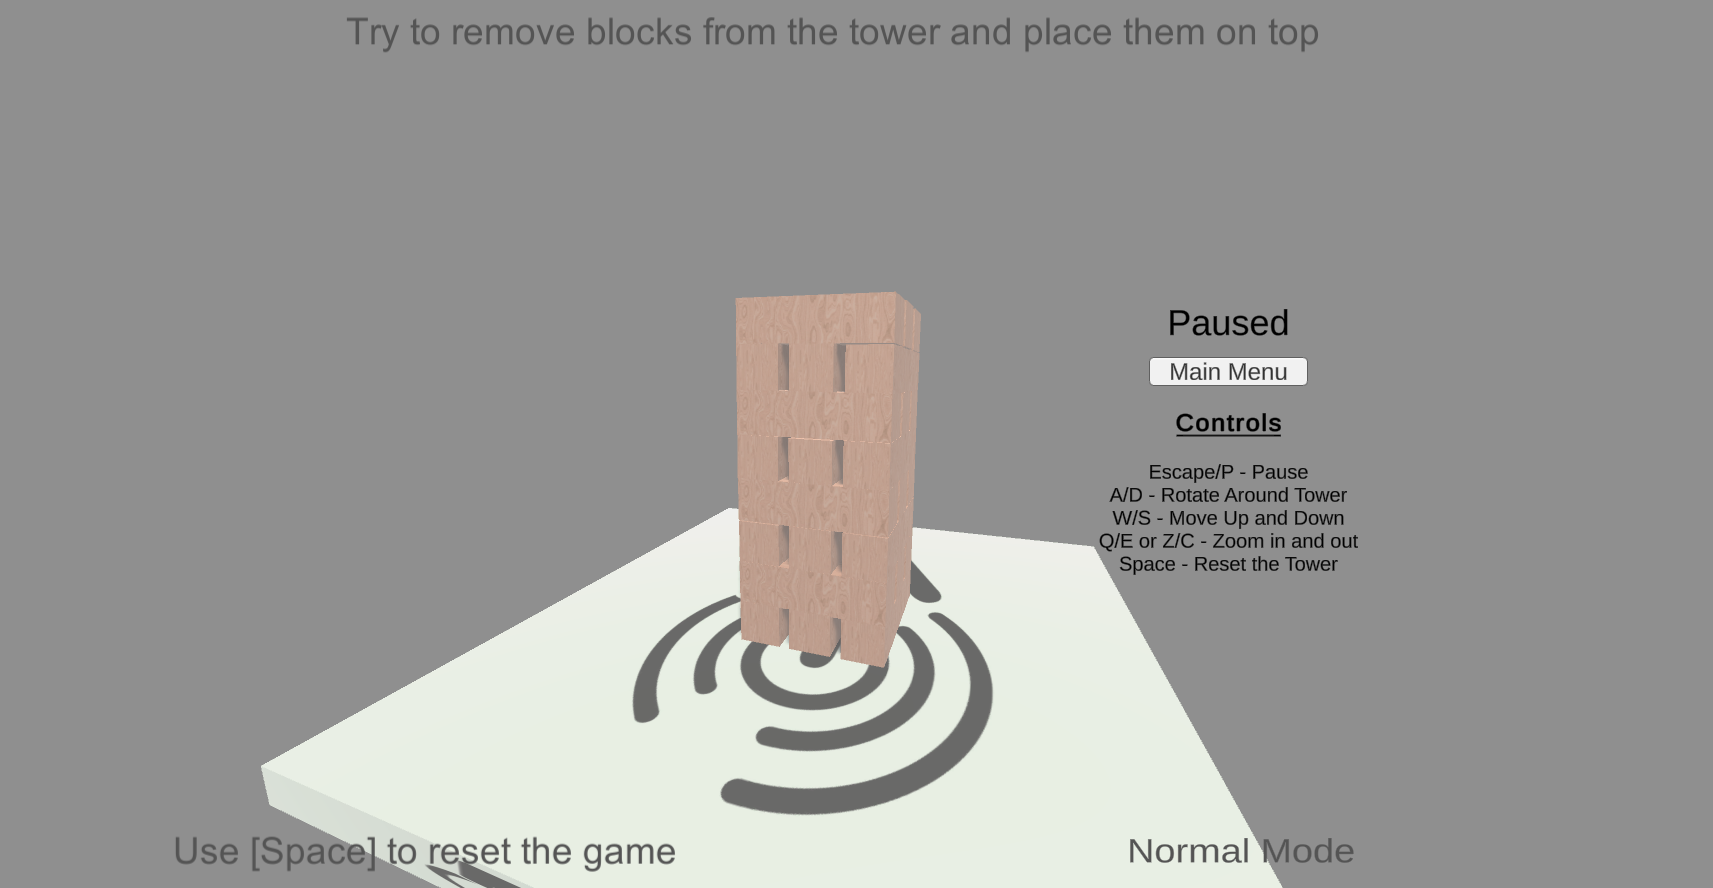 Try to remove blocks from the tower and place them on top
Paused
Main Menu
Controls
Escape/P - Pause
A/D - Rotate Around Tower
W/S - Move Up and Down
Q/E or Z/C - Zoom in and out
Space - Reset the Tower
Use [Space] to reset the game
Normal Mode